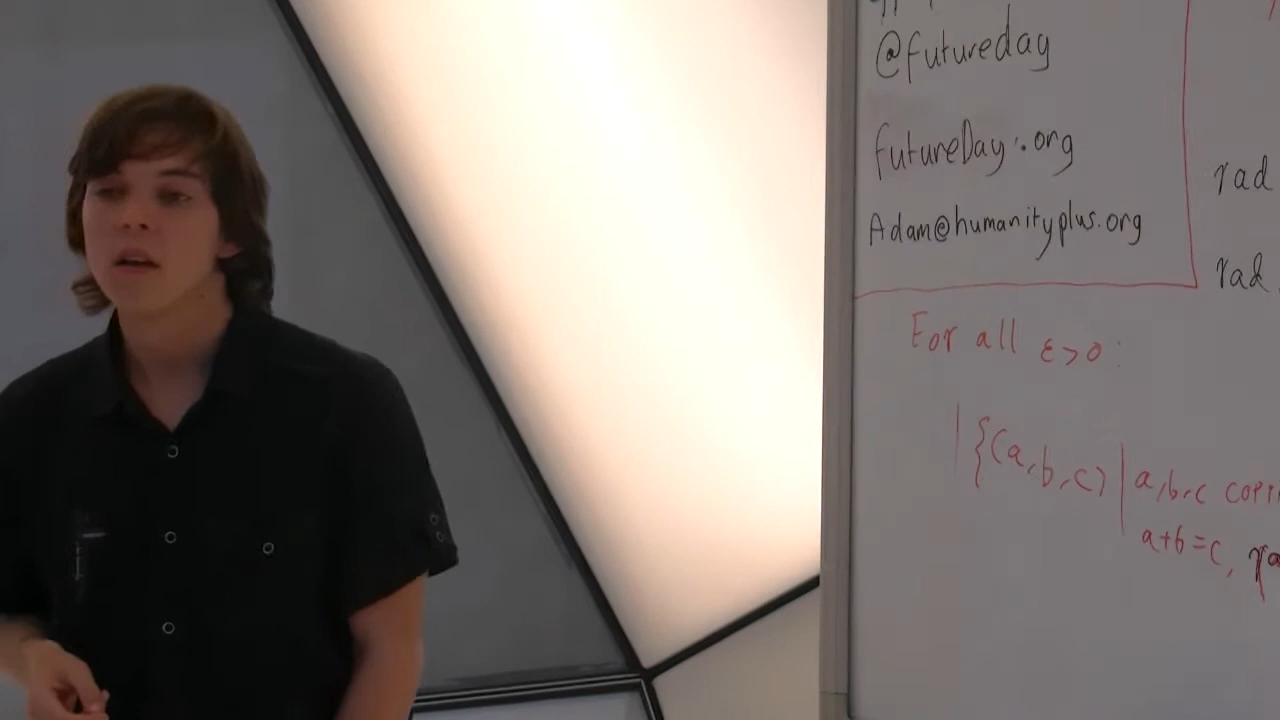 @futureday
futureDay.org
Adam@humanityplus.org
rad
rad
For all ε>0:
|{(a,b,c) | a,b,c
a+b=c,